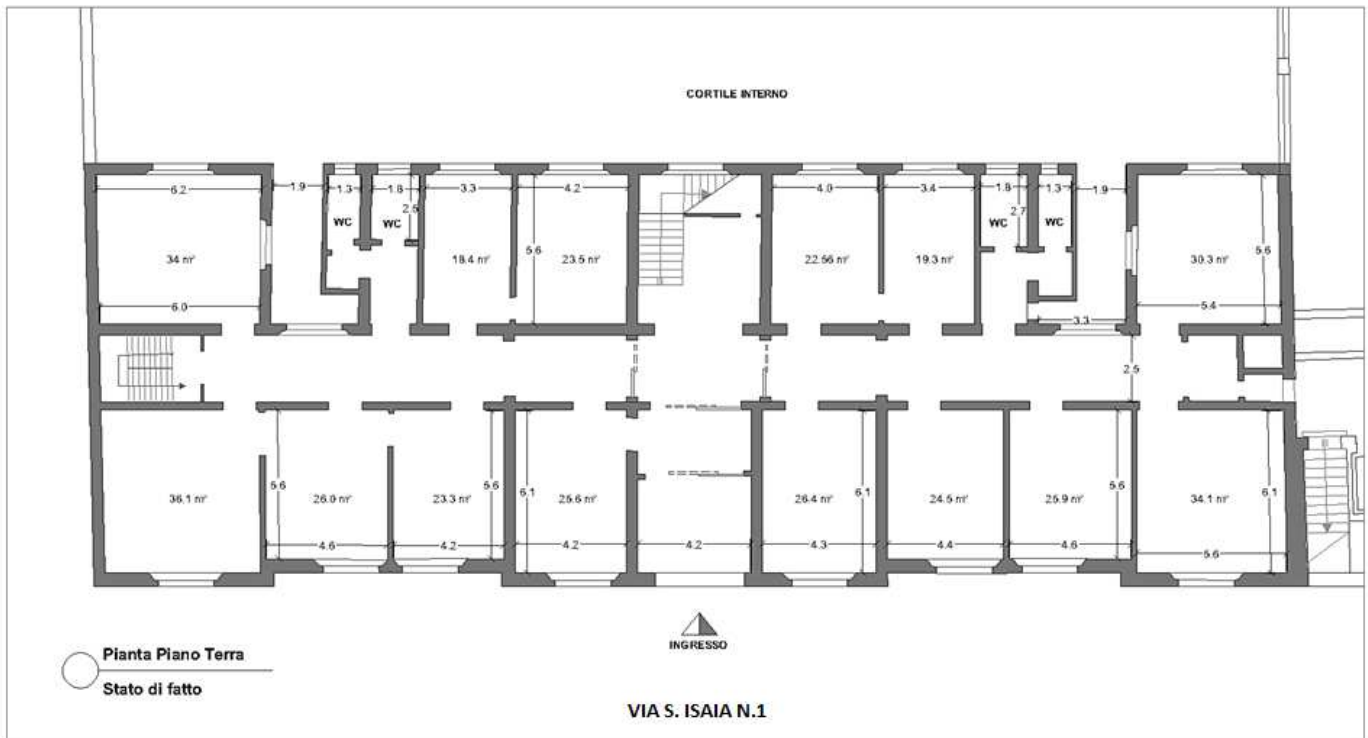 CORTILE INTERNO
6.2
1.9
1.3
1.8
3.3
4.2
4.0
3.4
1.8
1.3
1.9
2.5
2.7
WC
WC
WC
WC
5.6
5.6
34 m²
18.4 m²
23.5 m²
22.56 m²
19.3 m²
30.3 m²
6.0
5.4
3.3
2.5
36.1 m²
5.6
26.0 m²
23.3 m²
5.6
6.1
25.6 m²
26.4 m²
6.1
24.5 m²
25.9 m²
5.6
34.1 m²
6.1
4.6
4.2
4.2
4.2
4.3
4.4
4.6
5.6
INGRESSO
Pianta Piano Terra
Stato di fatto
VIA S. ISAIA N.1